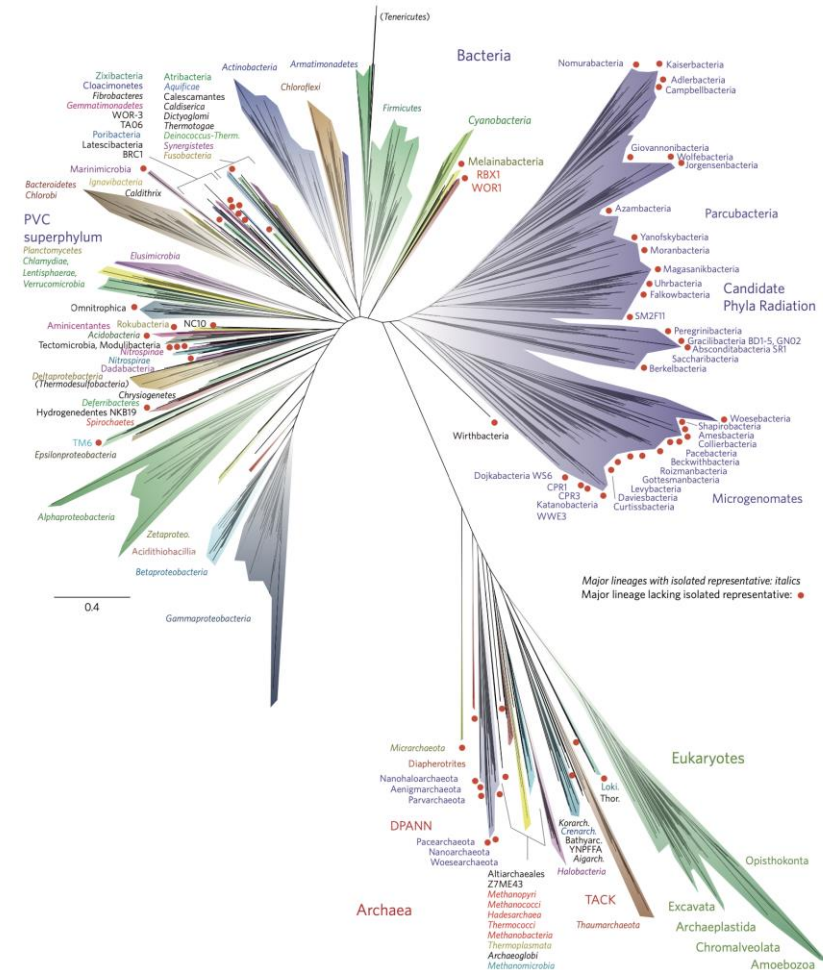 (Tenericutes)
Bacteria
Zixibacteria
Cloacimonetes
Fibrobacteres
Gemmatimonadetes
WOR-3
TA06
Poribacteria
Latescibacteria
BRC1
Atribacteria
Aquificae
Calescamantes
Caldiserica
Dictyoglomi
Thermotogae
Deinococcus-Therm.
Synergistetes
Fusobacteria
Actinobacteria
Armatimonadetes
Chloroflexi
Firmicutes
Cyanobacteria
Melainabacteria
RBX1
WOR1
Nomurabacteria
Kaiserbacteria
Adlerbacteria
Campbellbacteria
Giovannonibacteria
Wolfebacteria
Jorgensenbacteria
Azambacteria
Parcubacteria
Yanofskybacteria
Moranbacteria
Magasanikbacteria
Uhrbacteria
Falkowbacteria
Candidate
Phyla Radiation
SM2F11
Peregrinibacteria
Gracilibacteria BD1-5, GN02
Absconditabacteria SR1
Saccharibacteria
Berkelbacteria
Marinimicrobia
Ignavibacteria
Caldithrix
Bacteroidetes
Chlorobi
PVC
superphylum
Planctomycetes
Chlamydiae,
Lentisphaerae,
Verrucomicrobia
Elusimicrobia
Omnitrophica
Aminicentantes
Rokubacteria
NC10
Acidobacteria
Tectomicrobia, Modulibacteria
Nitrospinae
Nitrospirae
Dadabacteria
Deltaprotebacteria
(Thermodesulfobacteria)
Chrysiogenetes
Deferribacteres
Hydrogenedentes NKB19
Spirochaetes
TM6
Epsilonproteobacteria
Alphaproteobacteria
Zetaproteo.
Acidithiobacillia
Betaproteobacteria
Gammaproteobacteria
0.4
Wirthbacteria
Woesebacteria
Shapirobacteria
Amesbacteria
Collierbacteria
Pacebacteria
Beckwithbacteria
Roizmanbacteria
Gottesmanbacteria
Levybacteria
Daviesbacteria
Curtissbacteria
Dojkabacteria WS6
CPR1
CPR3
Katanobacteria
WWE3
Microgenomates
Major lineages with isolated representative: italics
Major lineage lacking isolated representative:
Micrarchaeota
Diapherotrites
Nanohaloarchaeota
Aenigmarchaeota
Parvarchaeota
DPANN
Pacearchaeota
Nanoarchaeota
Woesearchaeota
Archaea
Altiarchaeales
Z7ME43
Methanopyri
Methanococci
Hadesarchaea
Thermococci
Methanobacteria
Thermoplasmata
Archaeoglobi
Methanomicrobia
Halobacteria
Korarch.
Crenarch.
Bathyarc.
YNPFFA
Aigarch.
Loki.
Thor.
TACK
Thaumarchaeota
Eukaryotes
Opisthokonta
Excavata
Archaeplastida
Chromalveolata
Amoebozoa